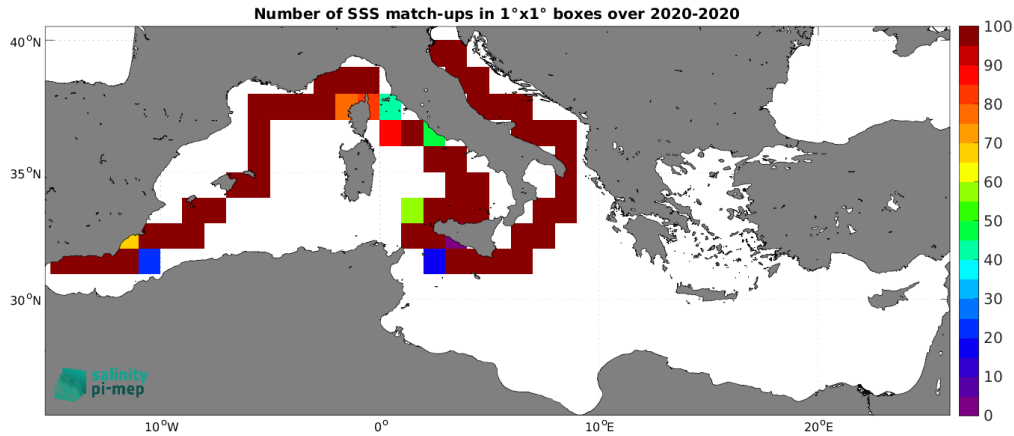 Number of SSS match-ups in 1°x1° boxes over 2020-2020
40°N
35°N
30°N
10°W
0°
10°E
20°E
100
90
80
70
60
50
40
30
20
10
0
salinity
pi-mep